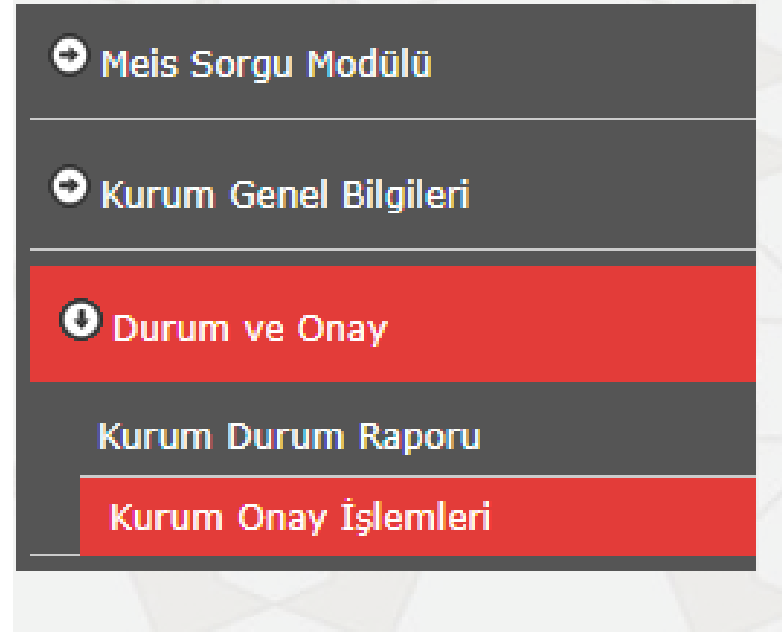 Meis Sorgu Modülü
Kurum Genel Bilgileri
Durum ve Onay
Kurum Durum Raporu
Kurum Onay İşlemleri